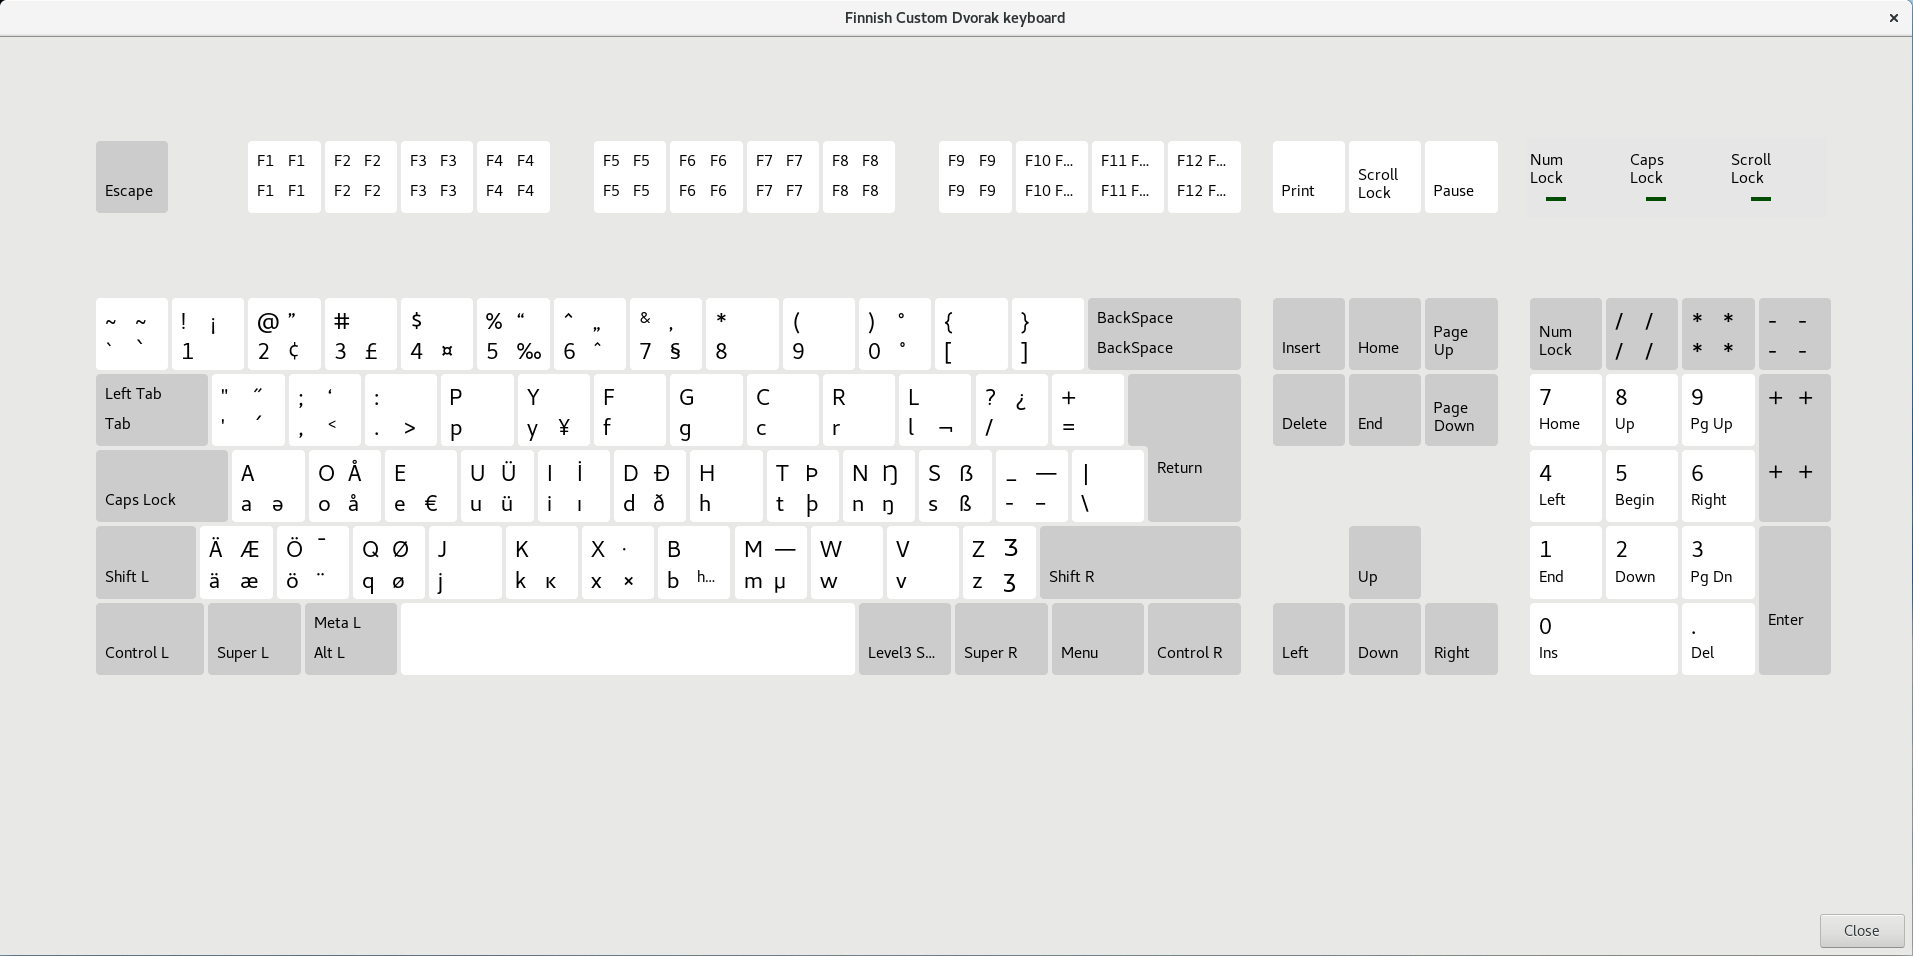 Finnish Custom Dvorak keyboard ×
F1 F1 F2 F2 F3 F3 F4 F4 F5 F5 F6 F6 F7 F7 F8 F8 F9 F9 F10 F... F11 F... F12 F... Num Lock Caps Lock Scroll Lock
Escape F1 F1 F2 F2 F3 F3 F4 F4 F5 F5 F6 F6 F7 F7 F8 F8 F9 F9 F10 F... F11 F... F12 F... Print Scroll Lock Pause
~ ~ ! ¡ @ ” # $ % “ ^ „ & ‚ * ( ) ° { } BackSpace / / * * - -
` ` 1 2 ¢ 3 £ 4 ¤ 5 ‰ 6 ^ 7 § 8 9 0 ° [ ] BackSpace Insert Home Page Up Num Lock / / * * - -
Left Tab " ˝ ; ‘ : P Y F G C R L ? ¿ + 7 8 9 + +
Tab ' ´ , < . > p y ¥ f g c r l ¬ / = Delete End Page Down Home Up Pg Up
A O Å E U Ü I İ D Ð H T Þ N Ŋ S ẞ _ — | Return 4 5 6 + +
Caps Lock a ə o å e € u ü i ı d ð h t þ n ŋ s ß - – \ Left Begin Right
Ä Æ Ö ¯ Q Ø J K X · B M — W V Z Ʒ 1 2 3
Shift L ä æ ö ¨ q ø j k ĸ x × b h... m µ w v z ʒ Shift R Up End Down Pg Dn
Meta L 0 . Enter
Control L Super L Alt L Level3 S... Super R Menu Control R Left Down Right Ins Del
Close